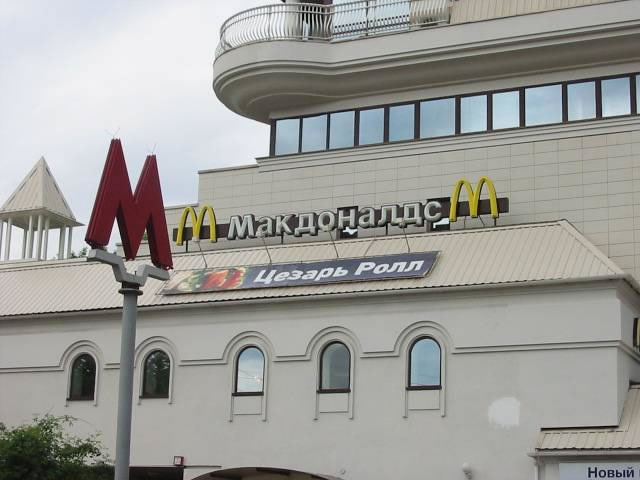 М
М Макдоналдс М
Цезарь Ролл
Новый